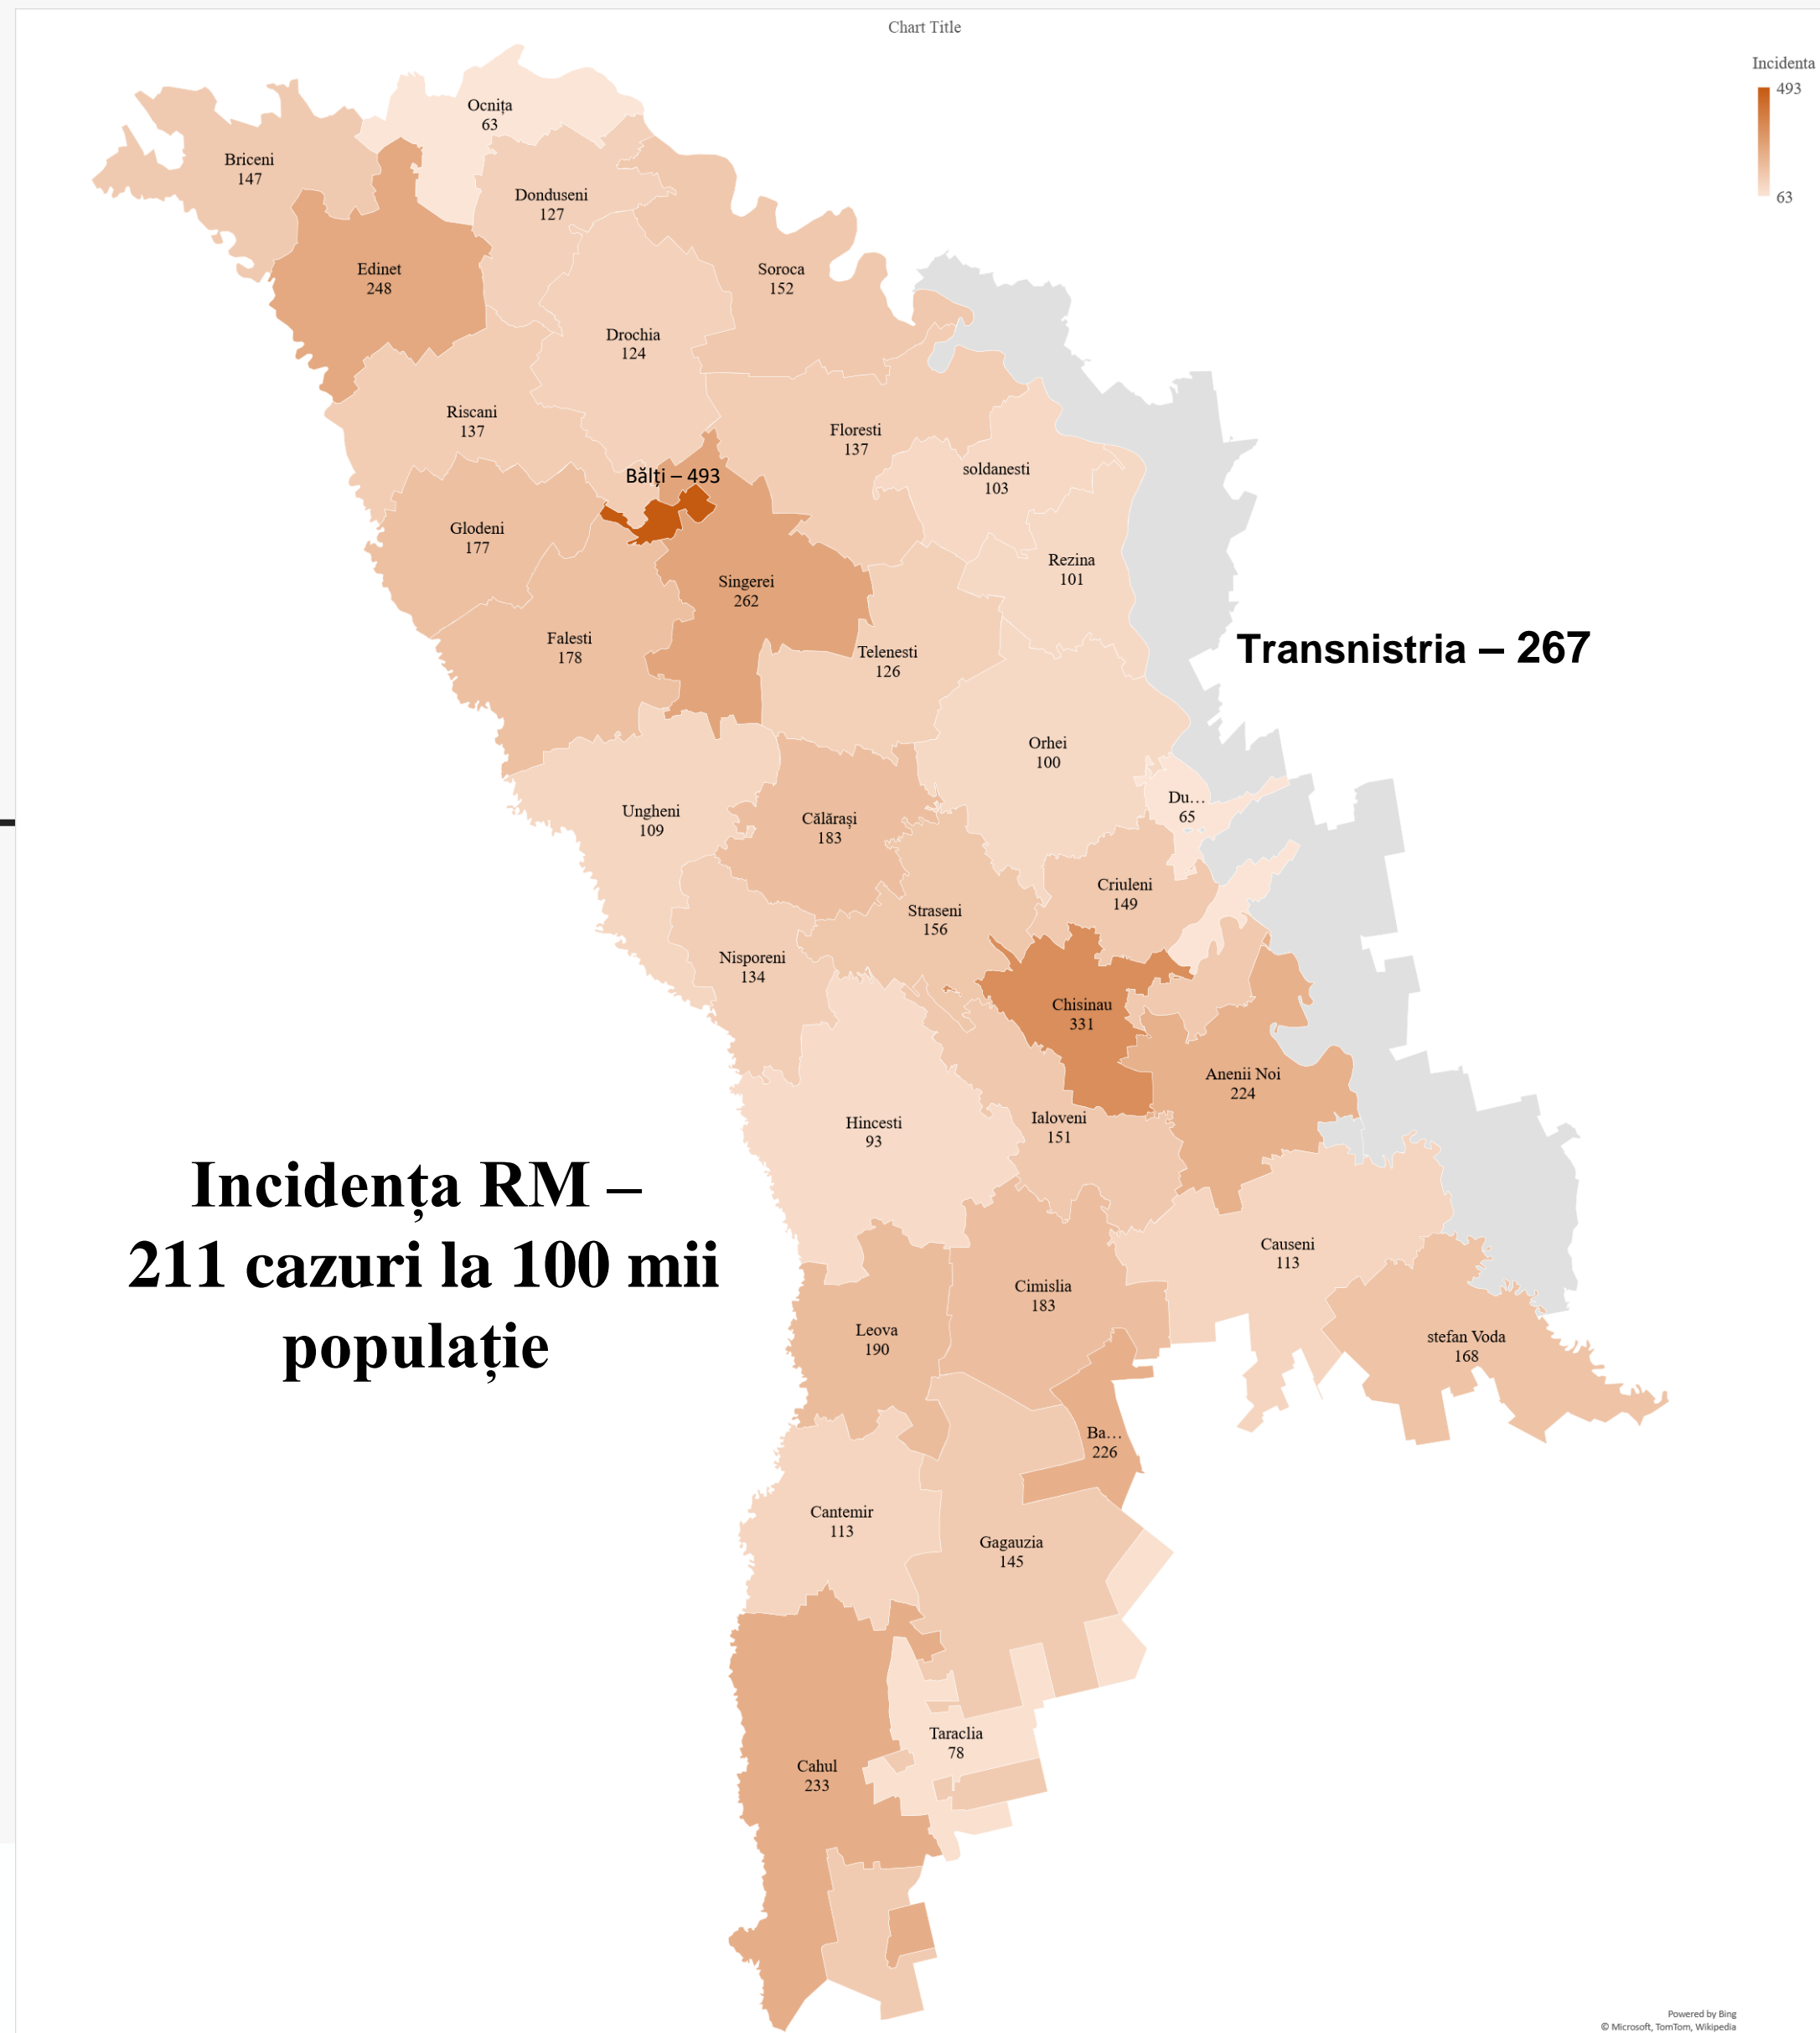 Chart Title
Incidenta
493
63
Ocnița
63
Briceni
147
Donduseni
127
Edinet
248
Soroca
152
Drochia
124
Riscani
137
Floresti
137
Bălți – 493
soldanesti
103
Glodeni
177
Rezina
101
Singerei
262
Falesti
178
Telenesti
126
Transnistria – 267
Orhei
100
Du...
65
Ungheni
109
Călărași
183
Criuleni
149
Straseni
156
Nisporeni
134
Chisinau
331
Anenii Noi
224
Hincesti
93
Ialoveni
151
Incidența RM –
211 cazuri la 100 mii
populație
Causeni
113
Cimislia
183
Leova
190
stefan Voda
168
Ba...
226
Cantemir
113
Gagauzia
145
Taraclia
78
Cahul
233
Powered by Bing
© Microsoft, TomTom, Wikipedia